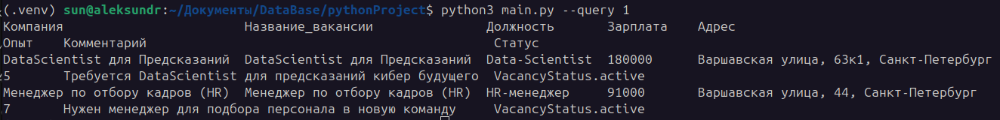 (.venv) sun@aleksundr:~/Документы/DataBase/pythonProject$ python3 main.py --query 1
Компания Название_вакансии Должность Зарплата Адрес
Опыт Комментарий Статус
DataScientist для Предсказаний DataScientist для Предсказаний Data-Scientist 180000 Варшавская улица, 63к1, Санкт-Петербург
5 Требуется DataScientist для предсказаний кибер будущего VacancyStatus.active
Менеджер по отбору кадров (HR) Менеджер по отбору кадров (HR) HR-менеджер 91000 Варшавская улица, 44, Санкт-Петербург
7 Нужен менеджер для подбора персонала в новую команду VacancyStatus.active